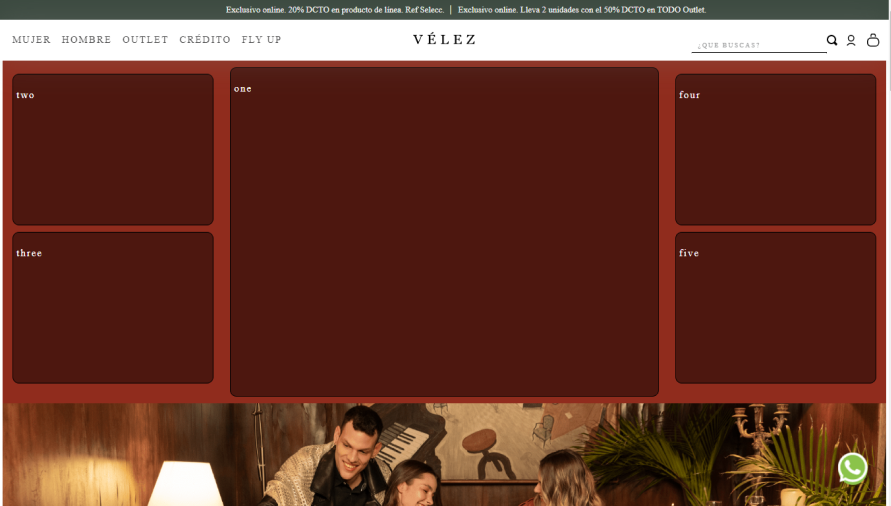 Exclusivo online. 20% DCTO en producto de línea. Ref Selecc. | Exclusivo online. Lleva 2 unidades con el 50% DCTO en TODO Outlet.
MUJER HOMBRE OUTLET CRÉDITO FLY UP
VÉLEZ
¿QUE BUSCAS?
two
one
four
three
five